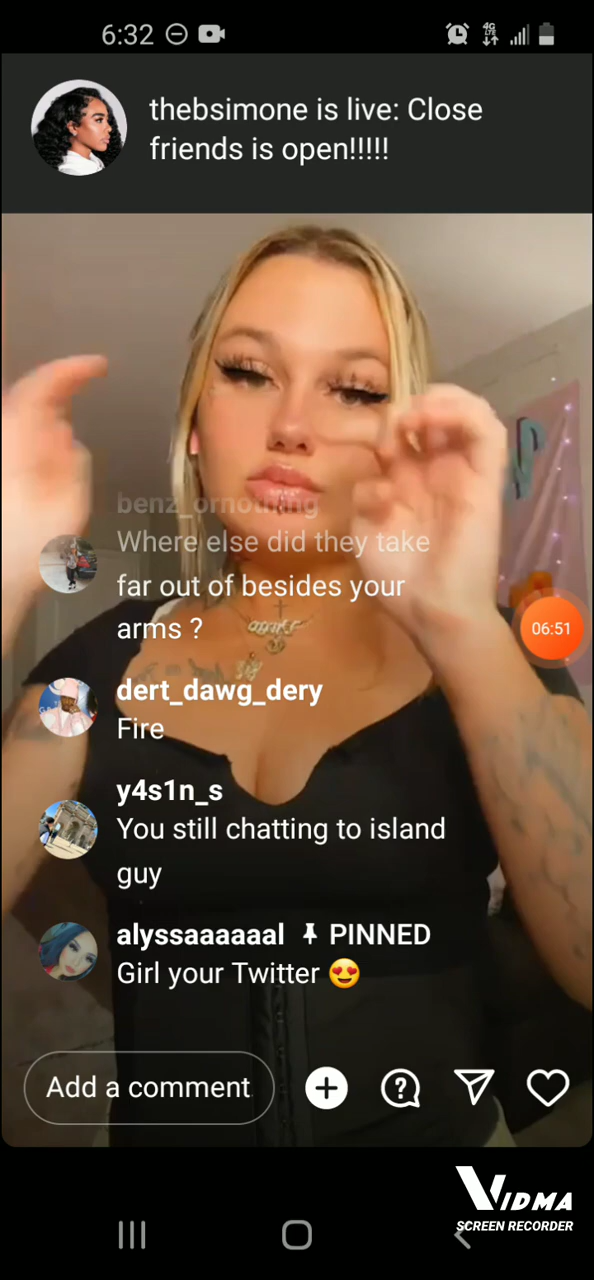 6:32
4G
LTE
thebsimone is live: Close
friends is open!!!!!
benz_ornothing
Where else did they take
far out of besides your
arms ?
06:51
dert_dawg_dery
Fire
y4s1n_s
You still chatting to island
guy
alyssaaaaaal PINNED
Girl your Twitter 😍
Add a comment
VIDMA
SCREEN RECORDER